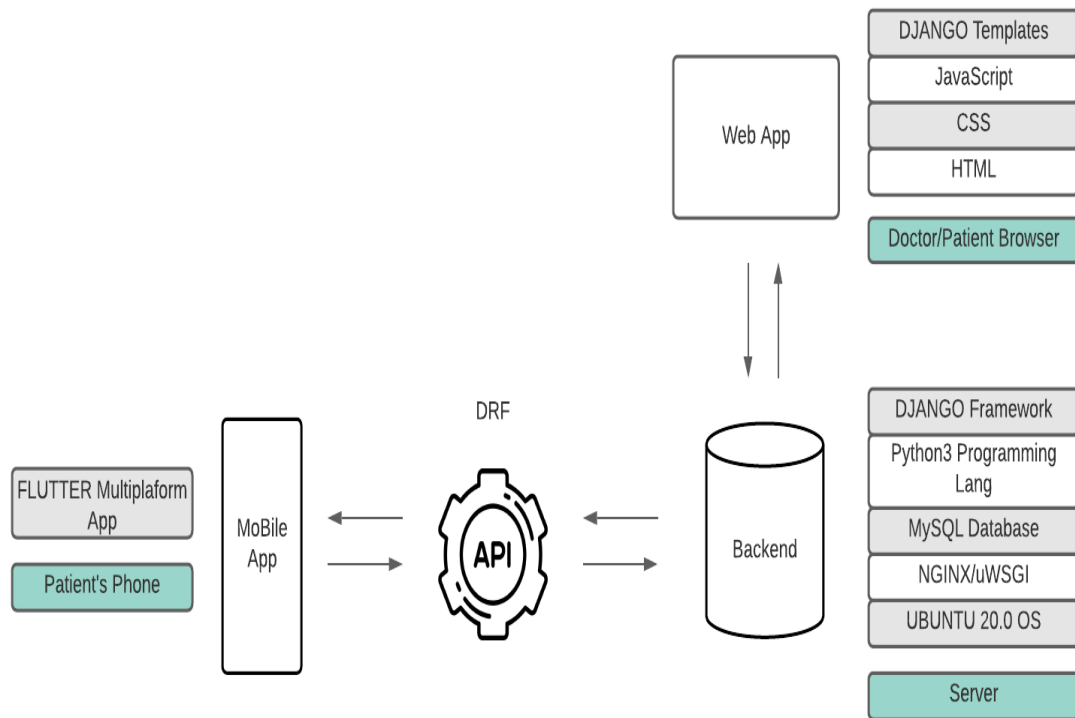 DJANGO Templates
JavaScript
CSS
HTML
Doctor/Patient Browser
Web App
DRF
API
MoBile
App
FLUTTER Multiplaform
App
Patient's Phone
Backend
DJANGO Framework
Python3 Programming
Lang
MySQL Database
NGINX/uWSGI
UBUNTU 20.0 OS
Server